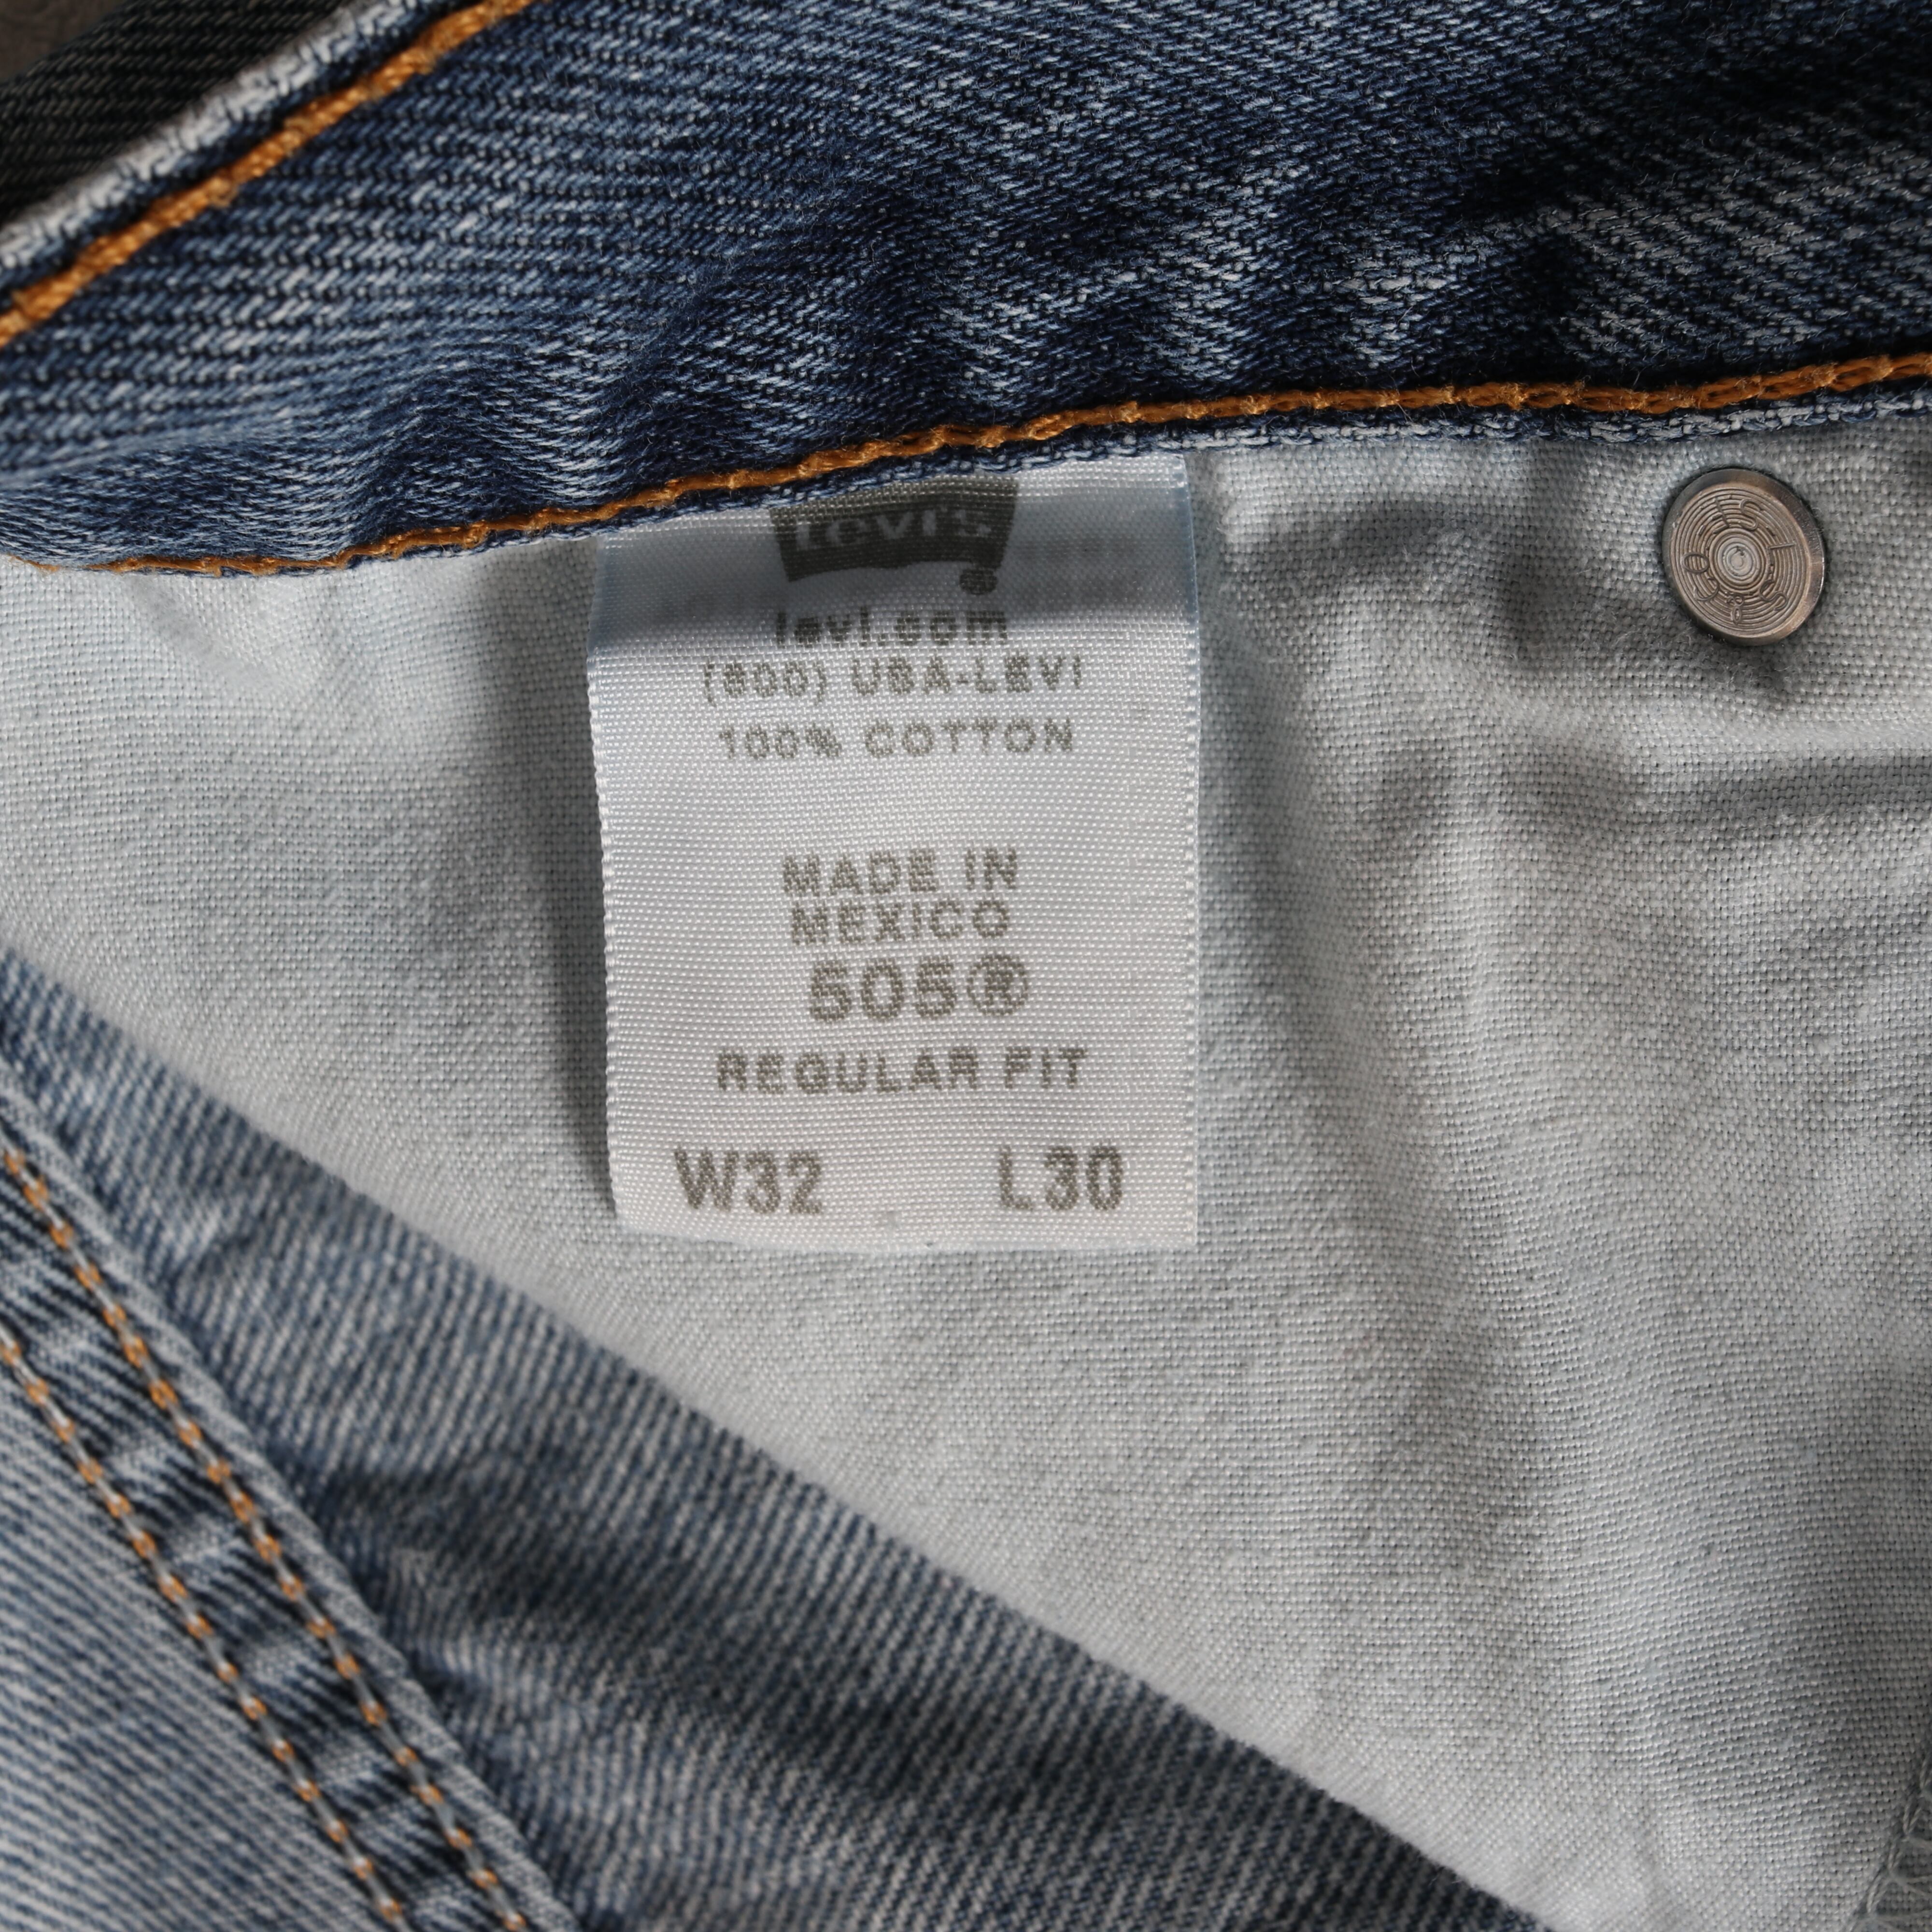 Levi's
®
levi.com
(800) USA-LEVI
100% COTTON
MADE IN
MEXICO
505®
REGULAR FIT
W32 L30